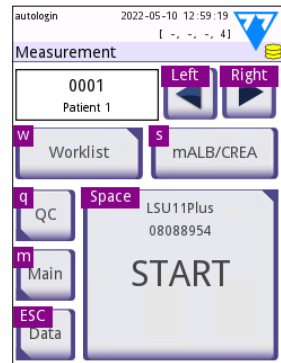 autologin 2022-05-10 12:59:19
[ -, -, -, 4]
Measurement
0001
Patient 1
Left
Right
w
Worklist
s
mALB/CREA
q
QC
Space
LSU11Plus
08088954
START
m
Main
ESC
Data